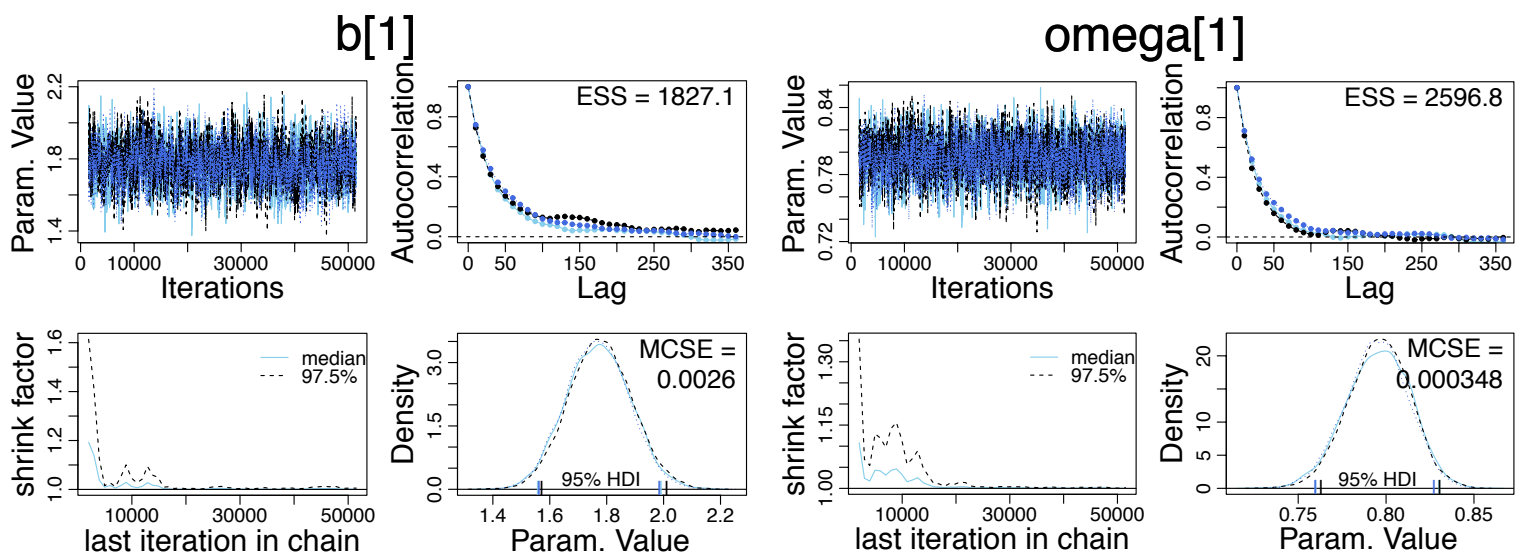 b[1]
omega[1]
Param. Value
1.4 1.8 2.2
0 10000 30000 50000
Iterations
Autocorrelation
0.0 0.4 0.8
ESS = 1827.1
0 50 150 250 350
Lag
Param. Value
0.72 0.78 0.84
0 10000 30000 50000
Iterations
Autocorrelation
0.0 0.4 0.8
ESS = 2596.8
0 50 150 250 350
Lag
shrink factor
1.0 1.2 1.4 1.6
median
97.5%
10000 30000 50000
last iteration in chain
Density
0.0 1.5 3.0
MCSE =
0.0026
95% HDI
1.4 1.6 1.8 2.0 2.2
Param. Value
shrink factor
1.00 1.15 1.30
median
97.5%
10000 30000 50000
last iteration in chain
Density
0 5 10 20
MCSE =
0.000348
95% HDI
0.75 0.80 0.85
Param. Value